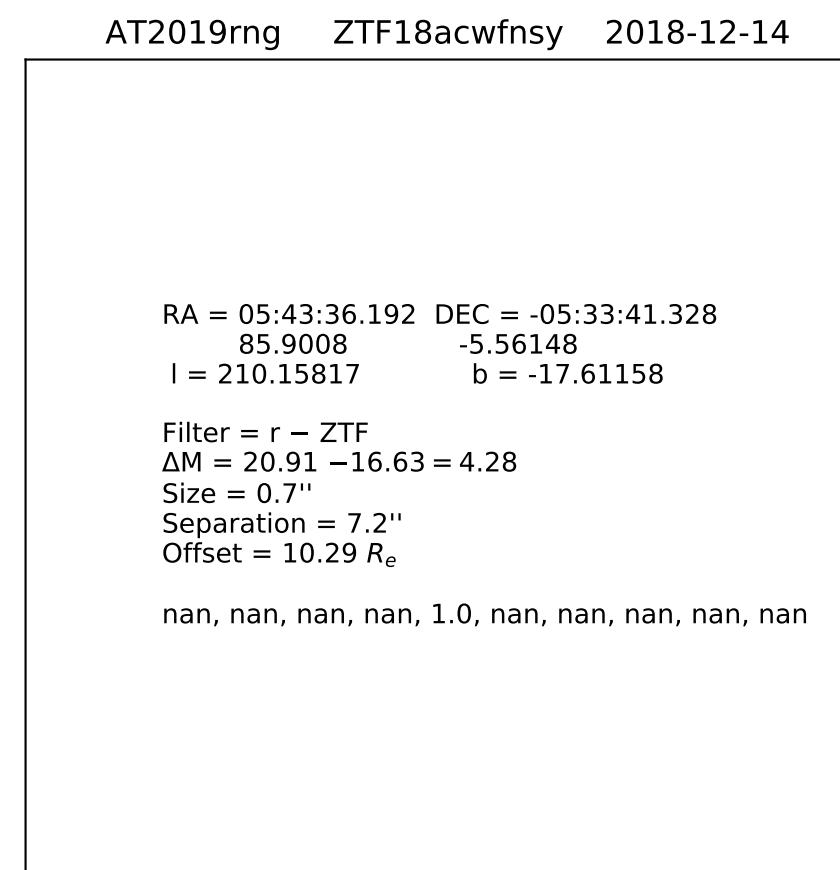 AT2019rng ZTF18acwfnsy 2018-12-14
RA = 05:43:36.192 DEC = -05:33:41.328
85.9008 -5.56148
l = 210.15817 b = -17.61158
Filter = r − ZTF
ΔM = 20.91 −16.63 = 4.28
Size = 0.7''
Separation = 7.2''
Offset = 10.29 Rₑ
nan, nan, nan, nan, 1.0, nan, nan, nan, nan, nan